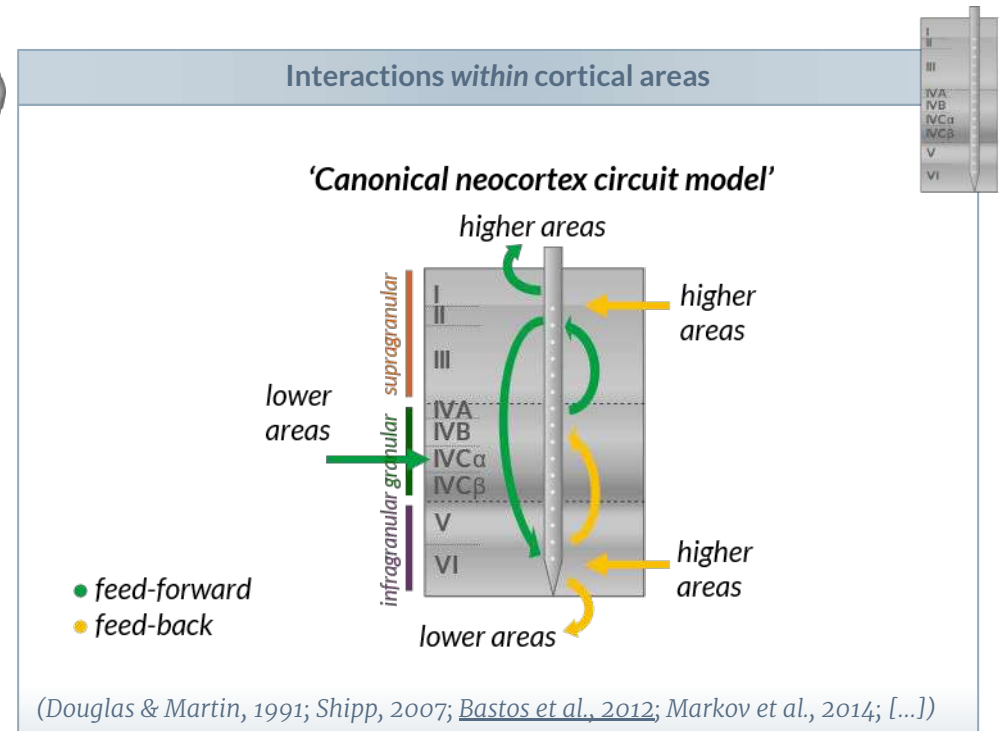 Interactions within cortical areas
I
II
III
IVA
IVB
IVCα
IVCβ
V
VI
‘Canonical neocortex circuit model’
higher areas
supragranular
granular
infragranular
I
II
III
IVA
IVB
IVCα
IVCβ
V
VI
higher
areas
lower
areas
higher
areas
lower areas
feed-forward
feed-back
(Douglas & Martin, 1991; Shipp, 2007; Bastos et al., 2012; Markov et al., 2014; [...])